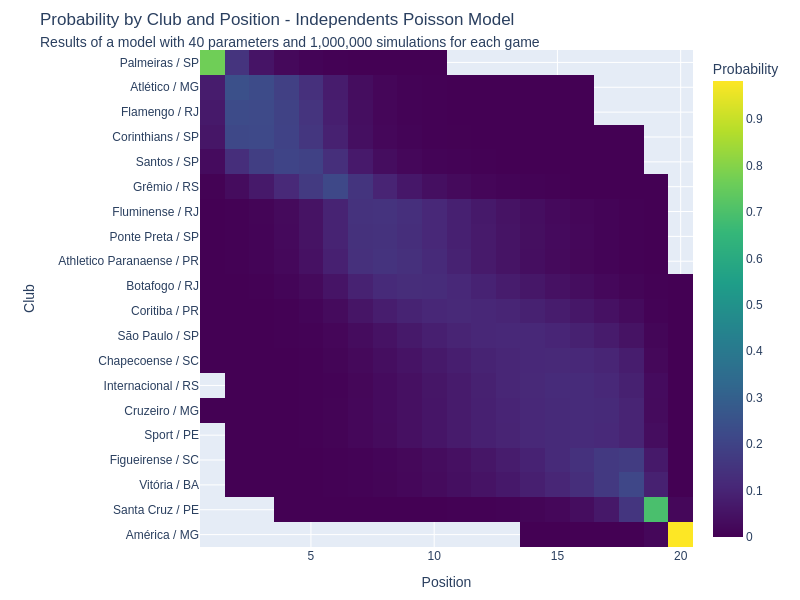 Probability by Club and Position - Independents Poisson Model
Results of a model with 40 parameters and 1,000,000 simulations for each game
Probability
Palmeiras / SP
Atlético / MG
Flamengo / RJ
Corinthians / SP
Santos / SP
Grêmio / RS
Fluminense / RJ
Ponte Preta / SP
Athletico Paranaense / PR
Botafogo / RJ
Coritiba / PR
São Paulo / SP
Chapecoense / SC
Internacional / RS
Cruzeiro / MG
Sport / PE
Figueirense / SC
Vitória / BA
Santa Cruz / PE
América / MG
Club
5
10
15
20
Position
0.9
0.8
0.7
0.6
0.5
0.4
0.3
0.2
0.1
0